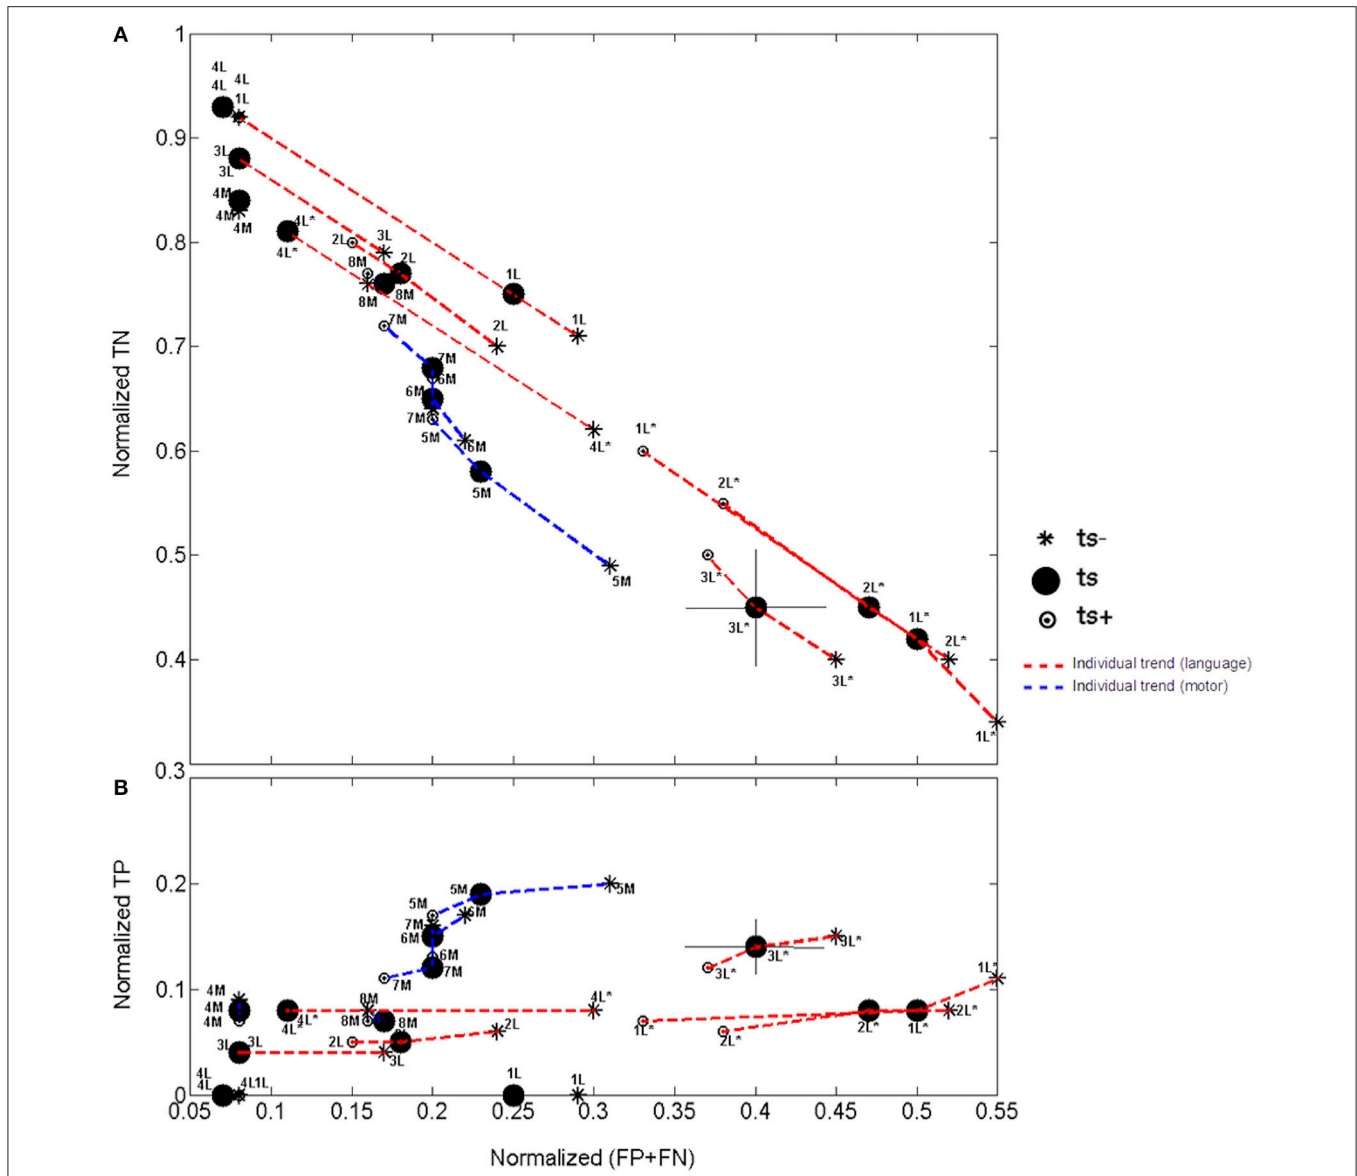 A
1
4L
4L
4L
1L
0.9
3L
3L
4M
4M
4M
4L*
4L*
0.8
2L
3L
8M
2L
8M
8M
1L
1L
7M
2L
0.7
7M
6M
6M
7M
5M
6M
4L*
1L*
0.6
5M
2L*
0.5
5M
3L*
3L*
2L*
1L*
2L*
0.4
3L*
1L*
Normalized TN
ts-
ts
ts+
Individual trend (language)
Individual trend (motor)
0.3
B
0.2
5M
5M
5M
7M
6M
6M
6M
7M
7M
3L*
3L*
3L*
1L*
0.1
4M
4M
4M
4L*
8M
8M
8M
4L*
1L*
2L*
2L*
1L*
2L*
3L
3L
2L
3L
2L
4L
4L
4L1L
1L
1L
0
Normalized TP
0.05
0.1
0.15
0.2
0.25
0.3
0.35
0.4
0.45
0.5
0.55
Normalized (FP+FN)